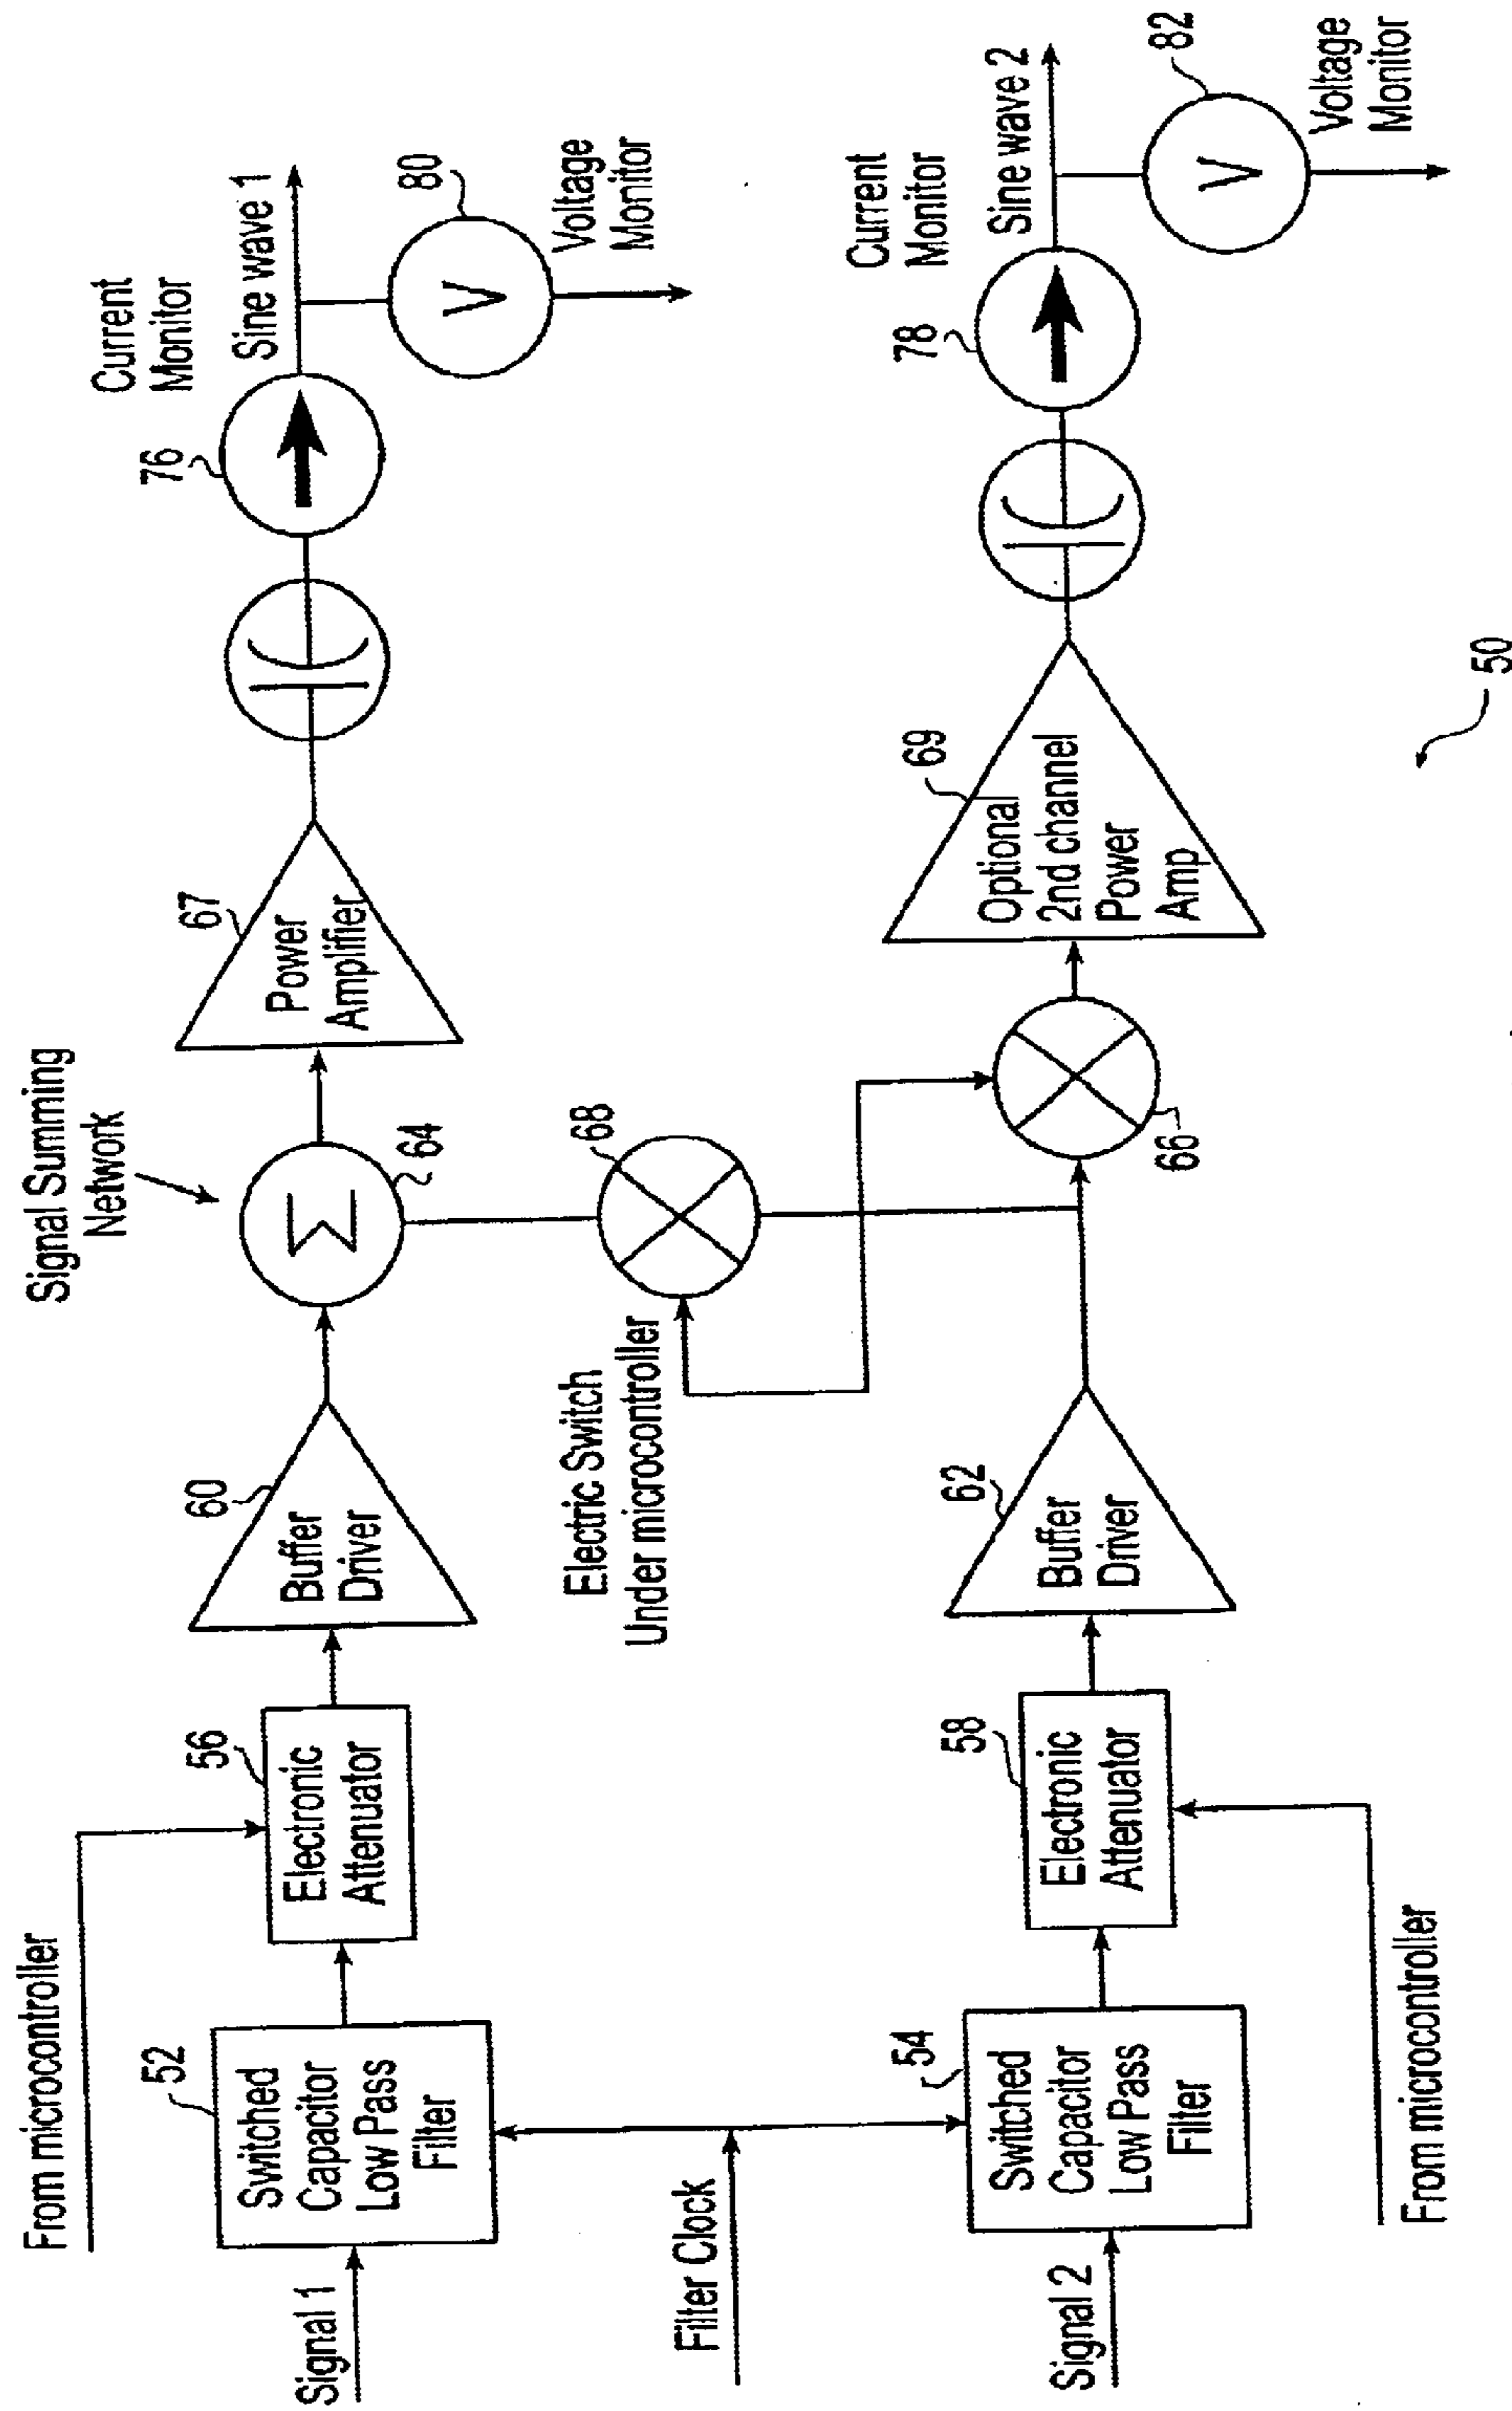 From microcontroller
Signal 1
52
Switched
Capacitor
Low Pass
Filter
56
Electronic
Attenuator
60
Buffer
Driver
Signal Summing
Network
Σ
64
67
Power
Amplifier
76
Current
Monitor
Sine wave 1
80
V
Voltage
Monitor
Filter Clock
Electric Switch
Under microcontroller
68
Signal 2
54
Switched
Capacitor
Low Pass
Filter
58
Electronic
Attenuator
From microcontroller
62
Buffer
Driver
66
69
Optional
2nd channel
Power
Amp
78
Current
Monitor
Sine wave 2
82
V
Voltage
Monitor
50